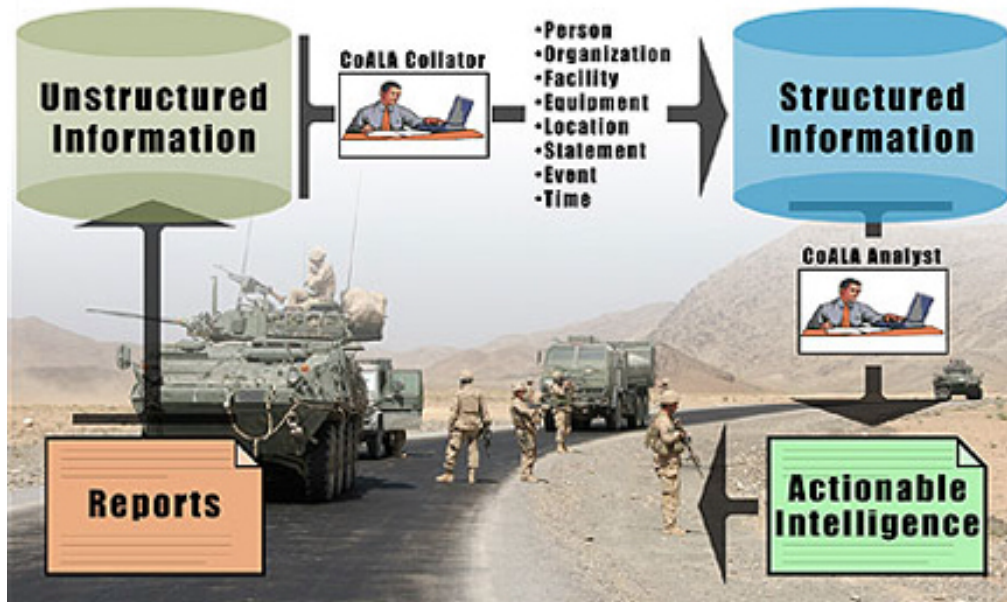 Unstructured
Information
CoALA Collator
•Person
•Organization
•Facility
•Equipment
•Location
•Statement
•Event
•Time
Structured
Information
CoALA Analyst
Reports
Actionable
Intelligence